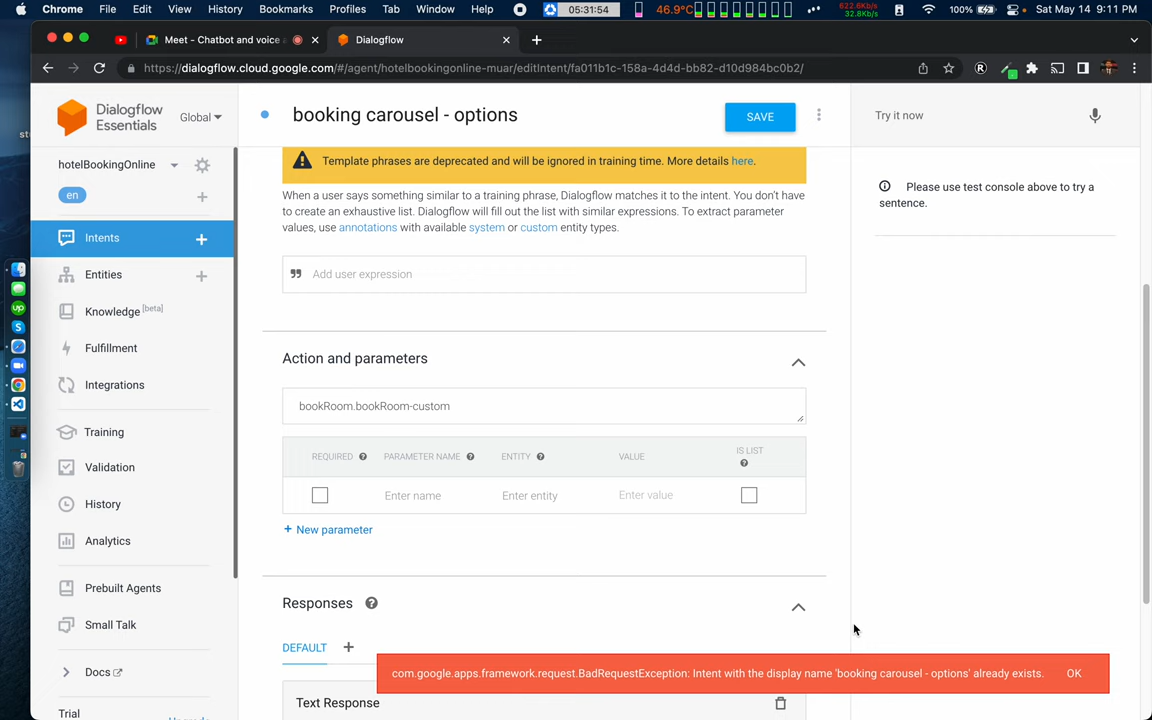 Chrome File Edit View History Bookmarks Profiles Tab Window Help 05:31:54 46.9°C 622.6Kb/s 32.8Kb/s 100% Sat May 14 9:11 PM
Meet - Chatbot and voice
Dialogflow
https://dialogflow.cloud.google.com/#/agent/hotelbookingonline-muar/editIntent/fa011b1c-158a-4d4d-bb82-d10d984bc0b2/
Dialogflow
Essentials
Global
booking carousel - options
SAVE
Try it now
hotelBookingOnline
en
Template phrases are deprecated and will be ignored in training time. More details here.
When a user says something similar to a training phrase, Dialogflow matches it to the intent. You don't have
to create an exhaustive list. Dialogflow will fill out the list with similar expressions. To extract parameter
values, use annotations with available system or custom entity types.
Please use test console above to try a
sentence.
Intents
Entities
Knowledge [beta]
Fulfillment
Integrations
Training
Validation
History
Analytics
Prebuilt Agents
Small Talk
Docs
Trial
Add user expression
Action and parameters
bookRoom.bookRoom-custom
REQUIRED PARAMETER NAME ENTITY VALUE IS LIST
Enter name Enter entity Enter value
+ New parameter
Responses
DEFAULT +
com.google.apps.framework.request.BadRequestException: Intent with the display name 'booking carousel - options' already exists. OK
Text Response